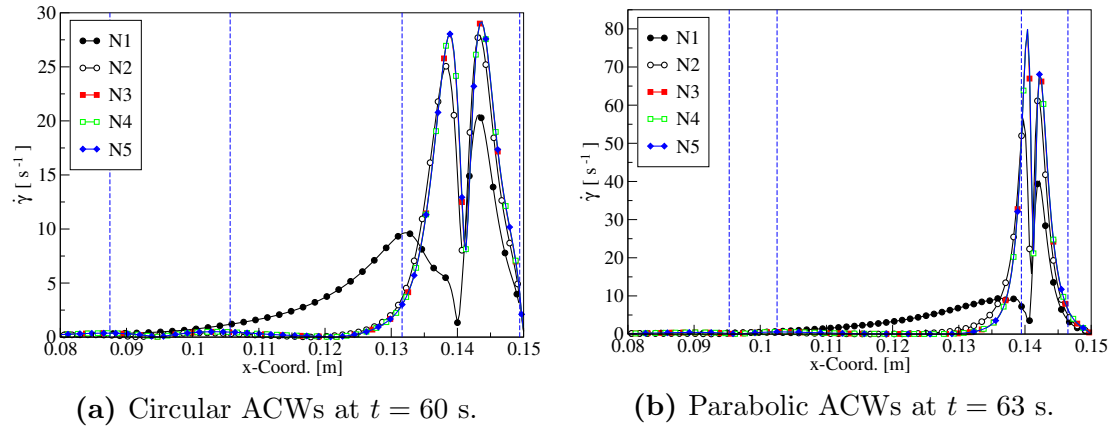 30
25
20
15
10
5
0
γ̇ [ s⁻¹ ]
N1
N2
N3
N4
N5
0.08 0.09 0.1 0.11 0.12 0.13 0.14 0.15
x-Coord. [m]
(a) Circular ACWs at t = 60 s.
80
70
60
50
40
30
20
10
0
γ̇ [ s⁻¹ ]
N1
N2
N3
N4
N5
0.08 0.09 0.1 0.11 0.12 0.13 0.14 0.15
x-Coord. [m]
(b) Parabolic ACWs at t = 63 s.